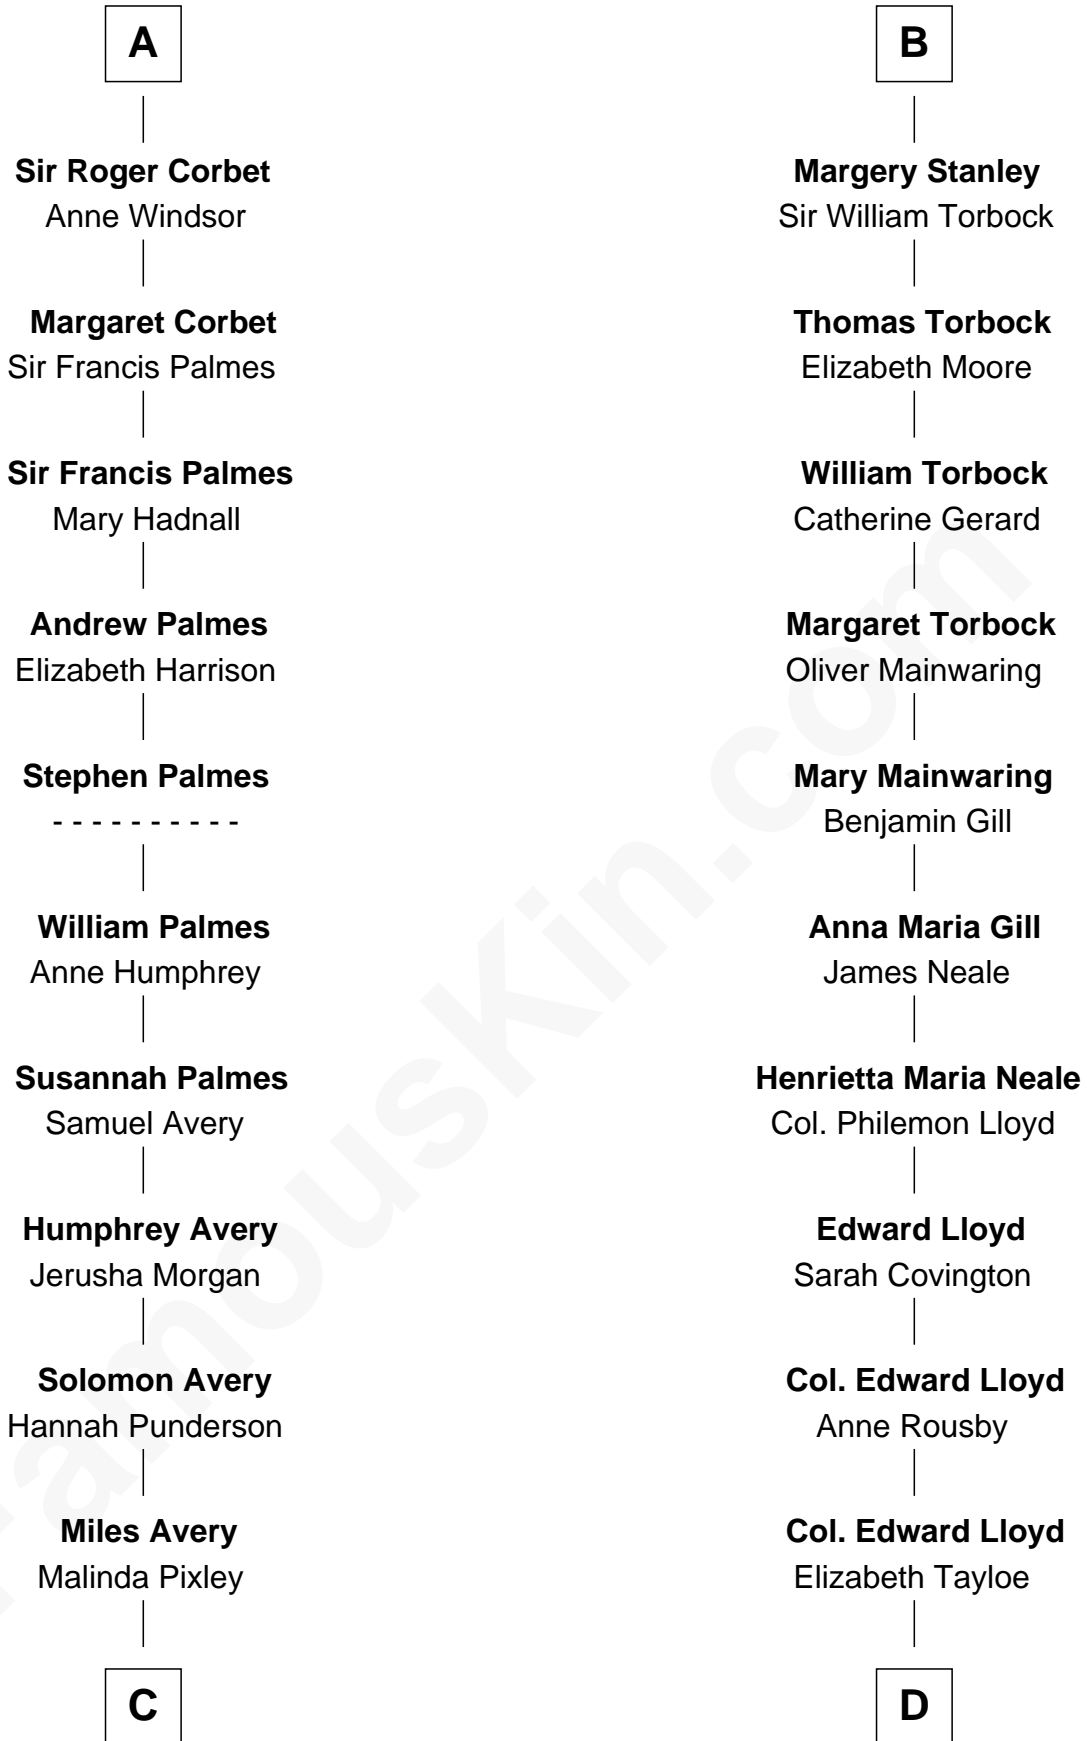 A
Sir Roger Corbet
Anne Windsor
Margaret Corbet
Sir Francis Palmes
Sir Francis Palmes
Mary Hadnall
Andrew Palmes
Elizabeth Harrison
Stephen Palmes
- - - - - - - - - -
William Palmes
Anne Humphrey
Susannah Palmes
Samuel Avery
Humphrey Avery
Jerusha Morgan
Solomon Avery
Hannah Punderson
Miles Avery
Malinda Pixley
C
B
Margery Stanley
Sir William Torbock
Thomas Torbock
Elizabeth Moore
William Torbock
Catherine Gerard
Margaret Torbock
Oliver Mainwaring
Mary Mainwaring
Benjamin Gill
Anna Maria Gill
James Neale
Henrietta Maria Neale
Col. Philemon Lloyd
Edward Lloyd
Sarah Covington
Col. Edward Lloyd
Anne Rousby
Col. Edward Lloyd
Elizabeth Tayloe
D
FamousKin.com